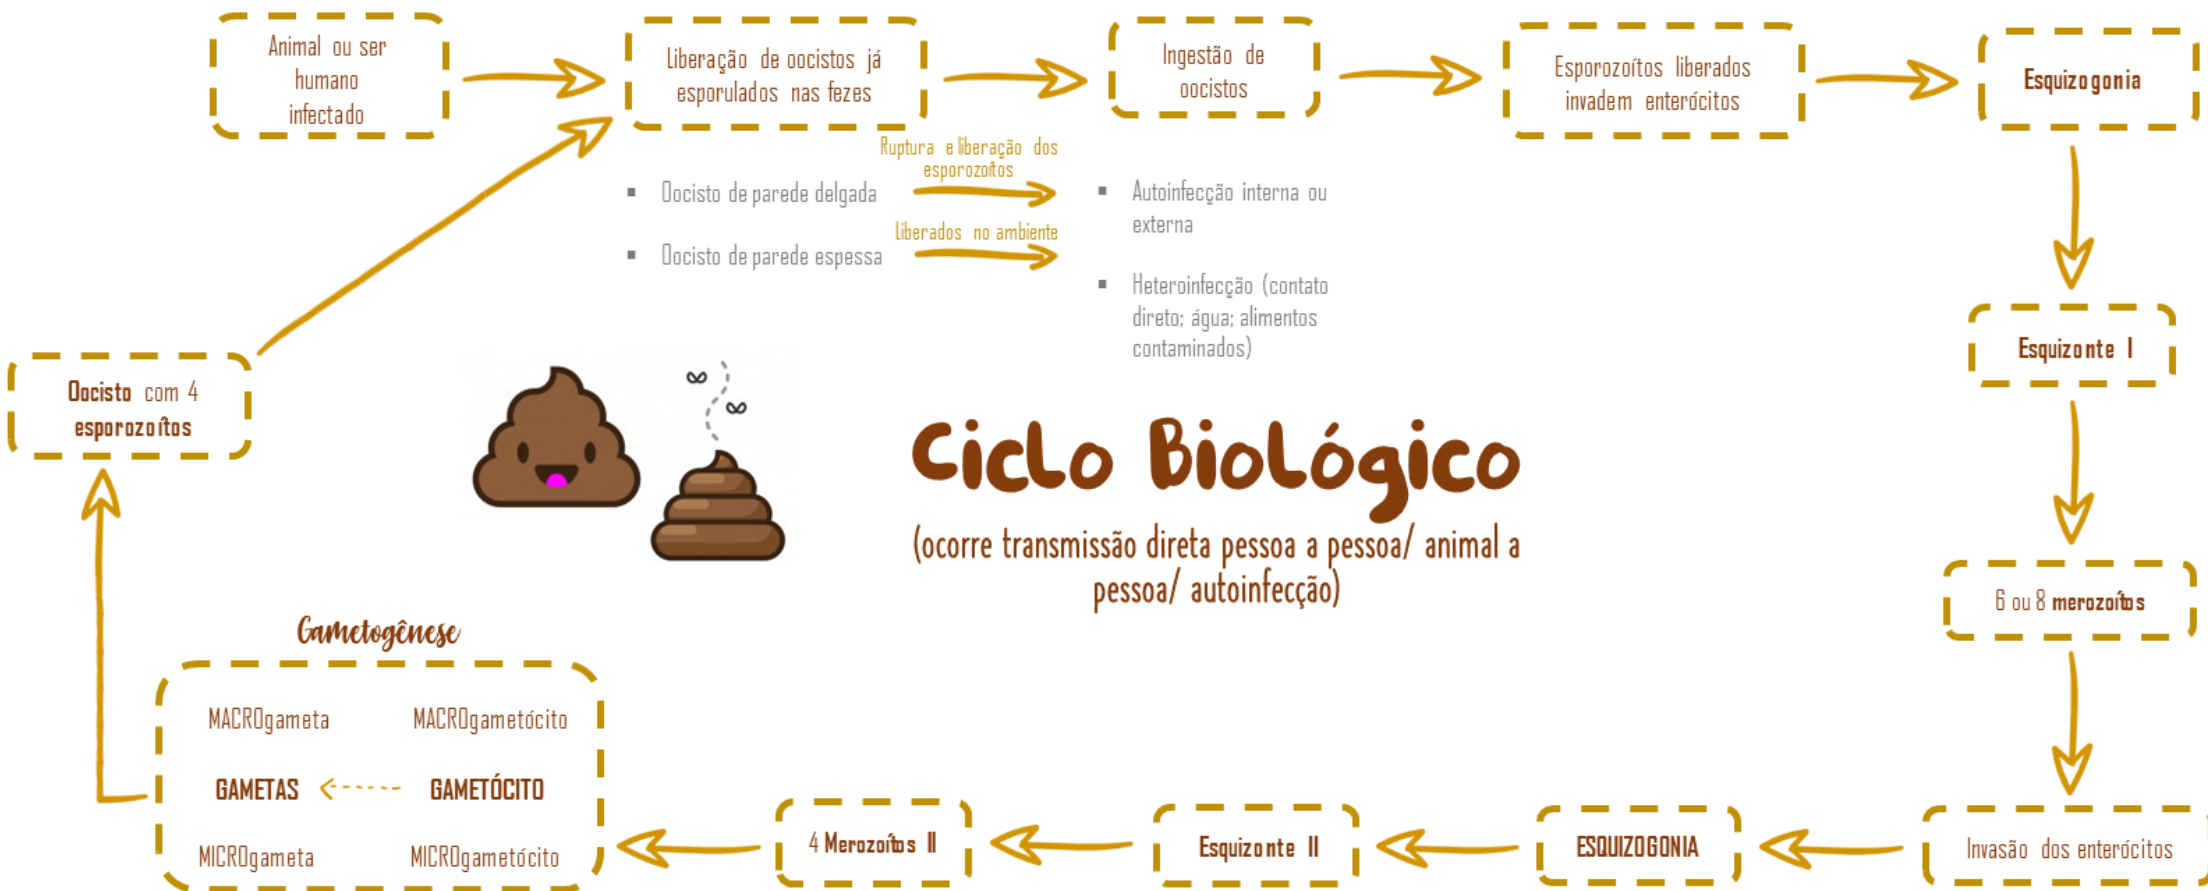 Animal ou ser
humano
infectado
Liberação de oocistos já
esporulados nas fezes
Ingestão de
oocistos
Esporozoítos liberados
invadem enterócitos
Esquizogonia
Ruptura e liberação dos
esporozoítos
▪ Oocisto de parede delgada
▪ Autoinfecção interna ou
externa
Liberados no ambiente
▪ Oocisto de parede espessa
▪ Heteroinfecção (contato
direto; água; alimentos
contaminados)
Esquizonte I
Oocisto com 4
esporozoítos
Ciclo Biológico
(ocorre transmissão direta pessoa a pessoa/ animal a
pessoa/ autoinfecção)
6 ou 8 merozoítos
Gametogênese
MACROgameta
MACROgametócito
GAMETAS
GAMETÓCITO
MICROgameta
MICROgametócito
4 Merozoítos II
Esquizonte II
ESQUIZOGONIA
Invasão dos enterócitos